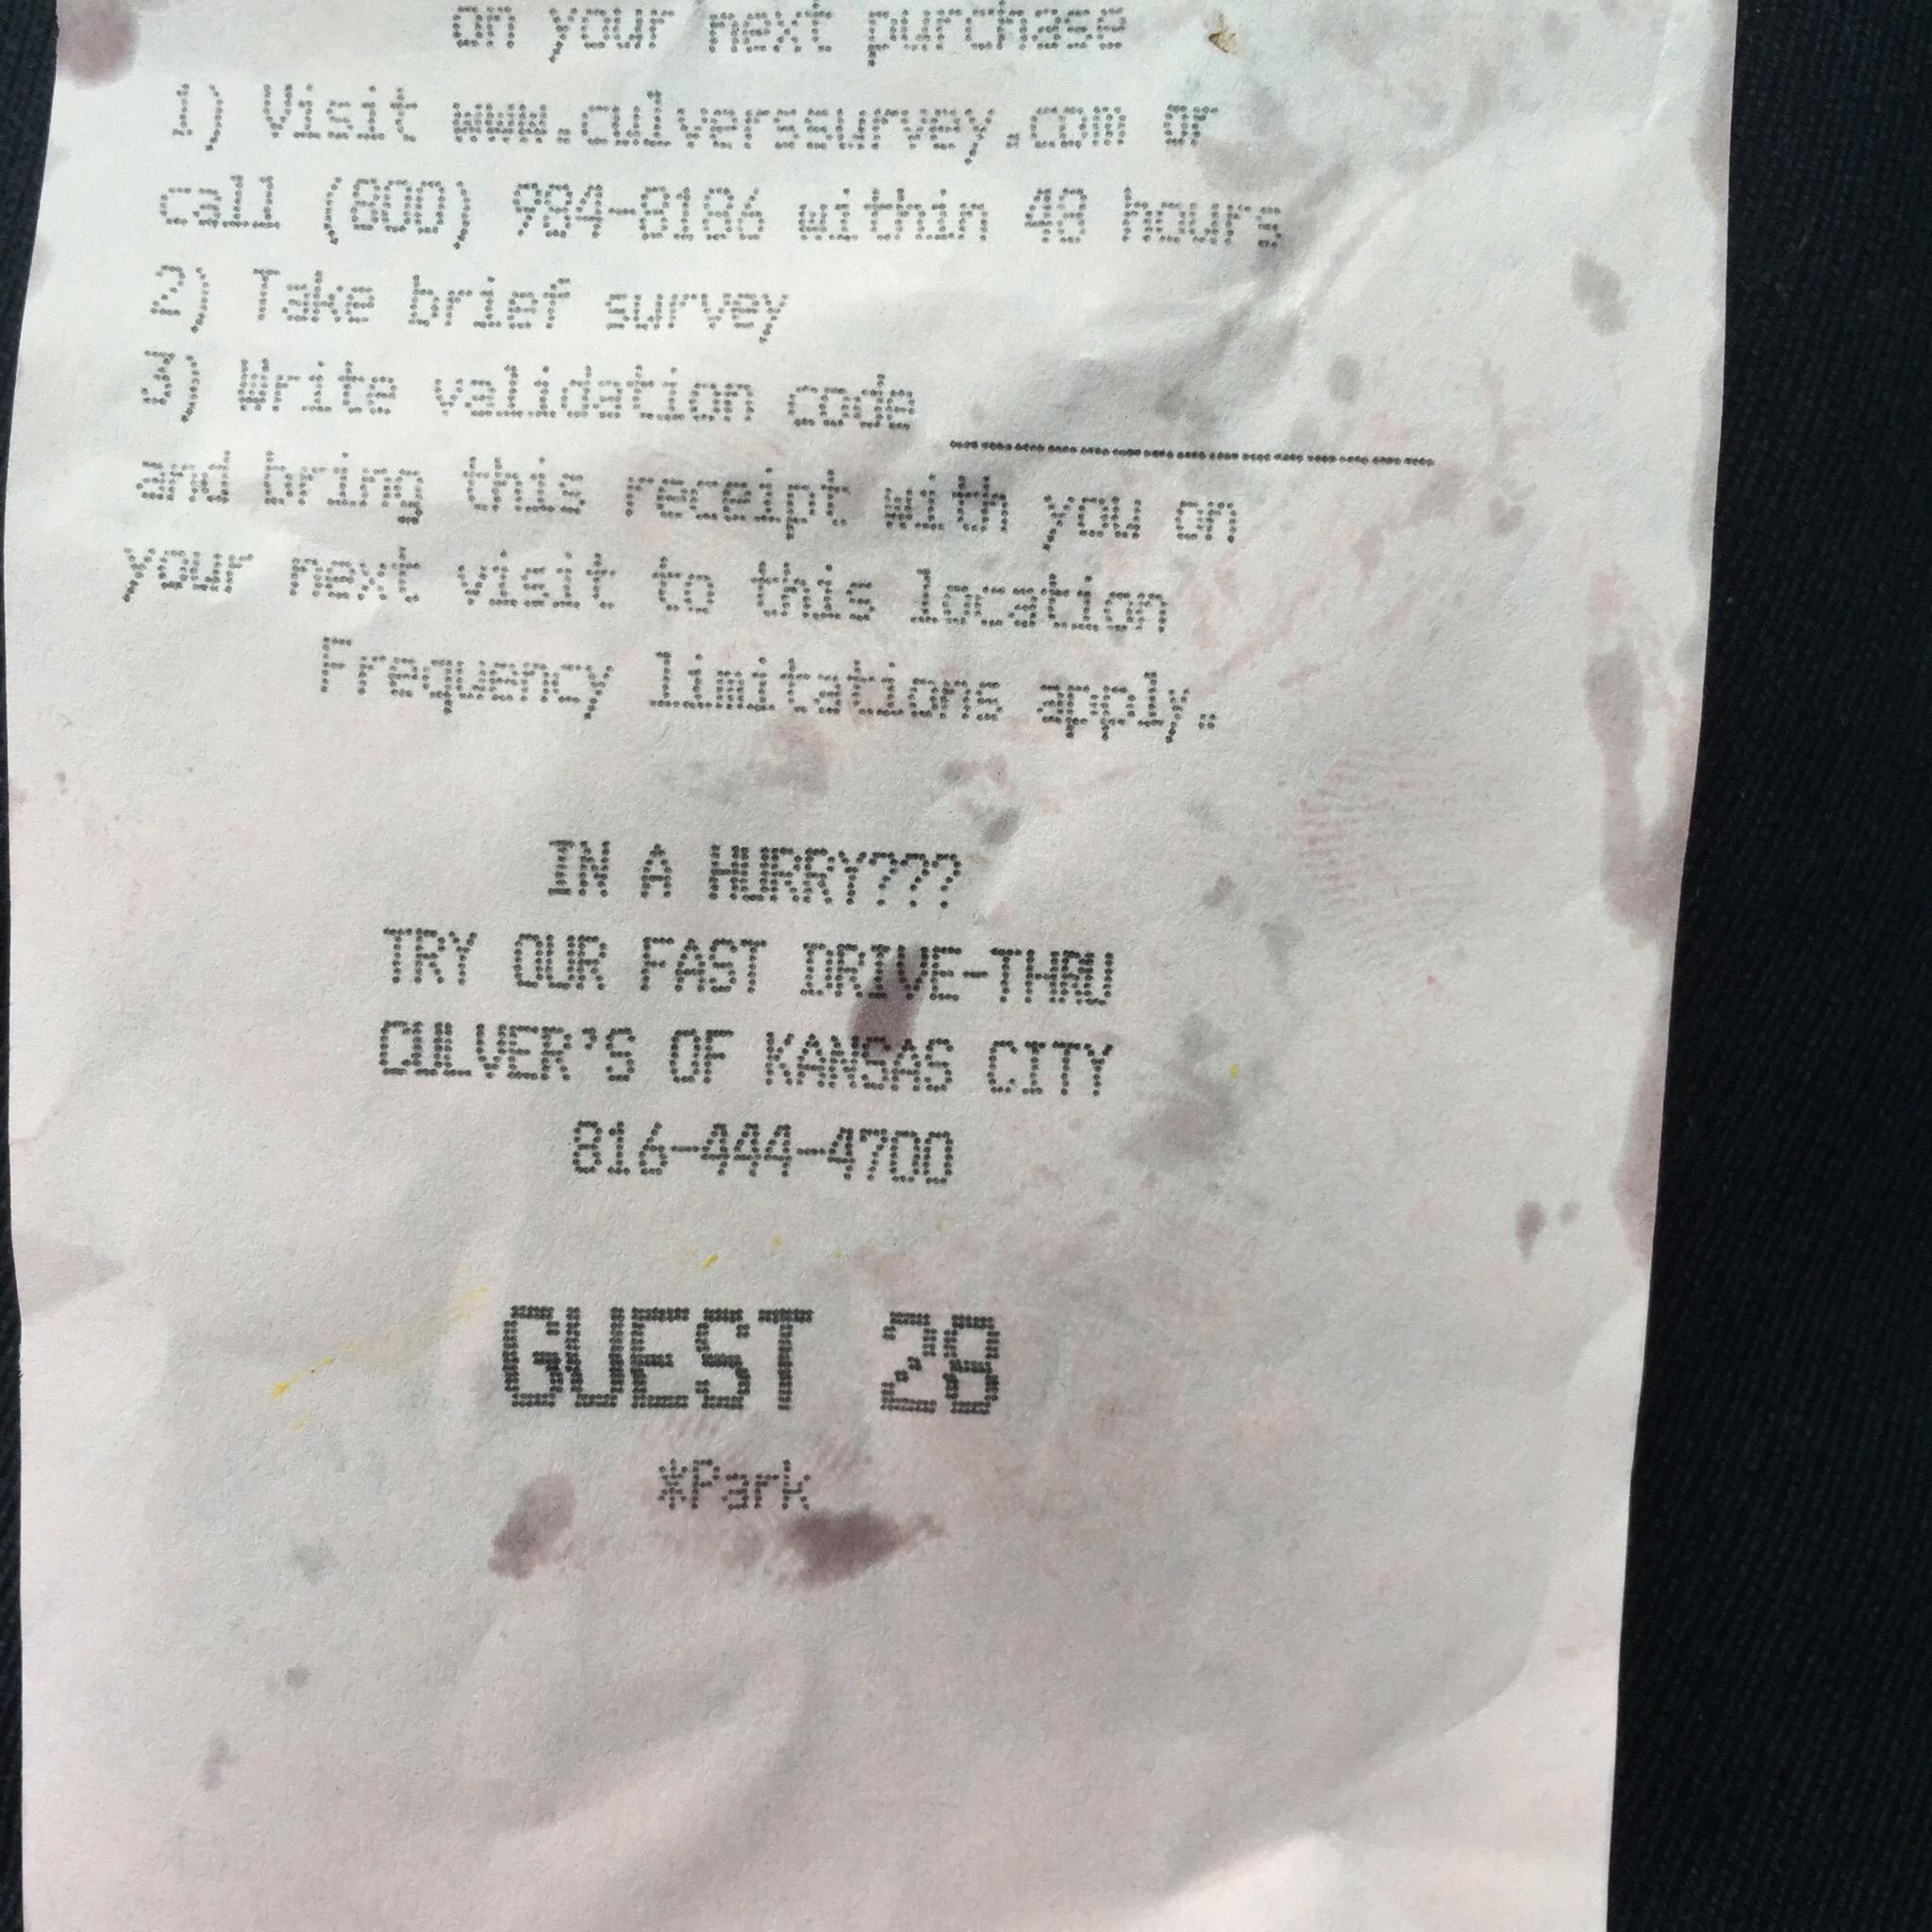 on your next purchase
1) Visit www.culverssurvey.com or
call (800) 984-8186 within 48 hours
2) Take brief survey
3) Write validation code ____________________
and bring this receipt with you on
your next visit to this location
Frequency limitations apply.
IN A HURRY???
TRY OUR FAST DRIVE-THRU
CULVER'S OF KANSAS CITY
816-444-4700
GUEST 28
*Park